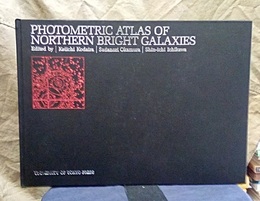 PHOTOMETRIC ATLAS OF
NORTHERN BRIGHT GALAXIES
Edited by | Keiichi Kodaira | Sadanori Okamura | Shin-ichi Ichikawa
UNIVERSITY OF TOKYO PRESS